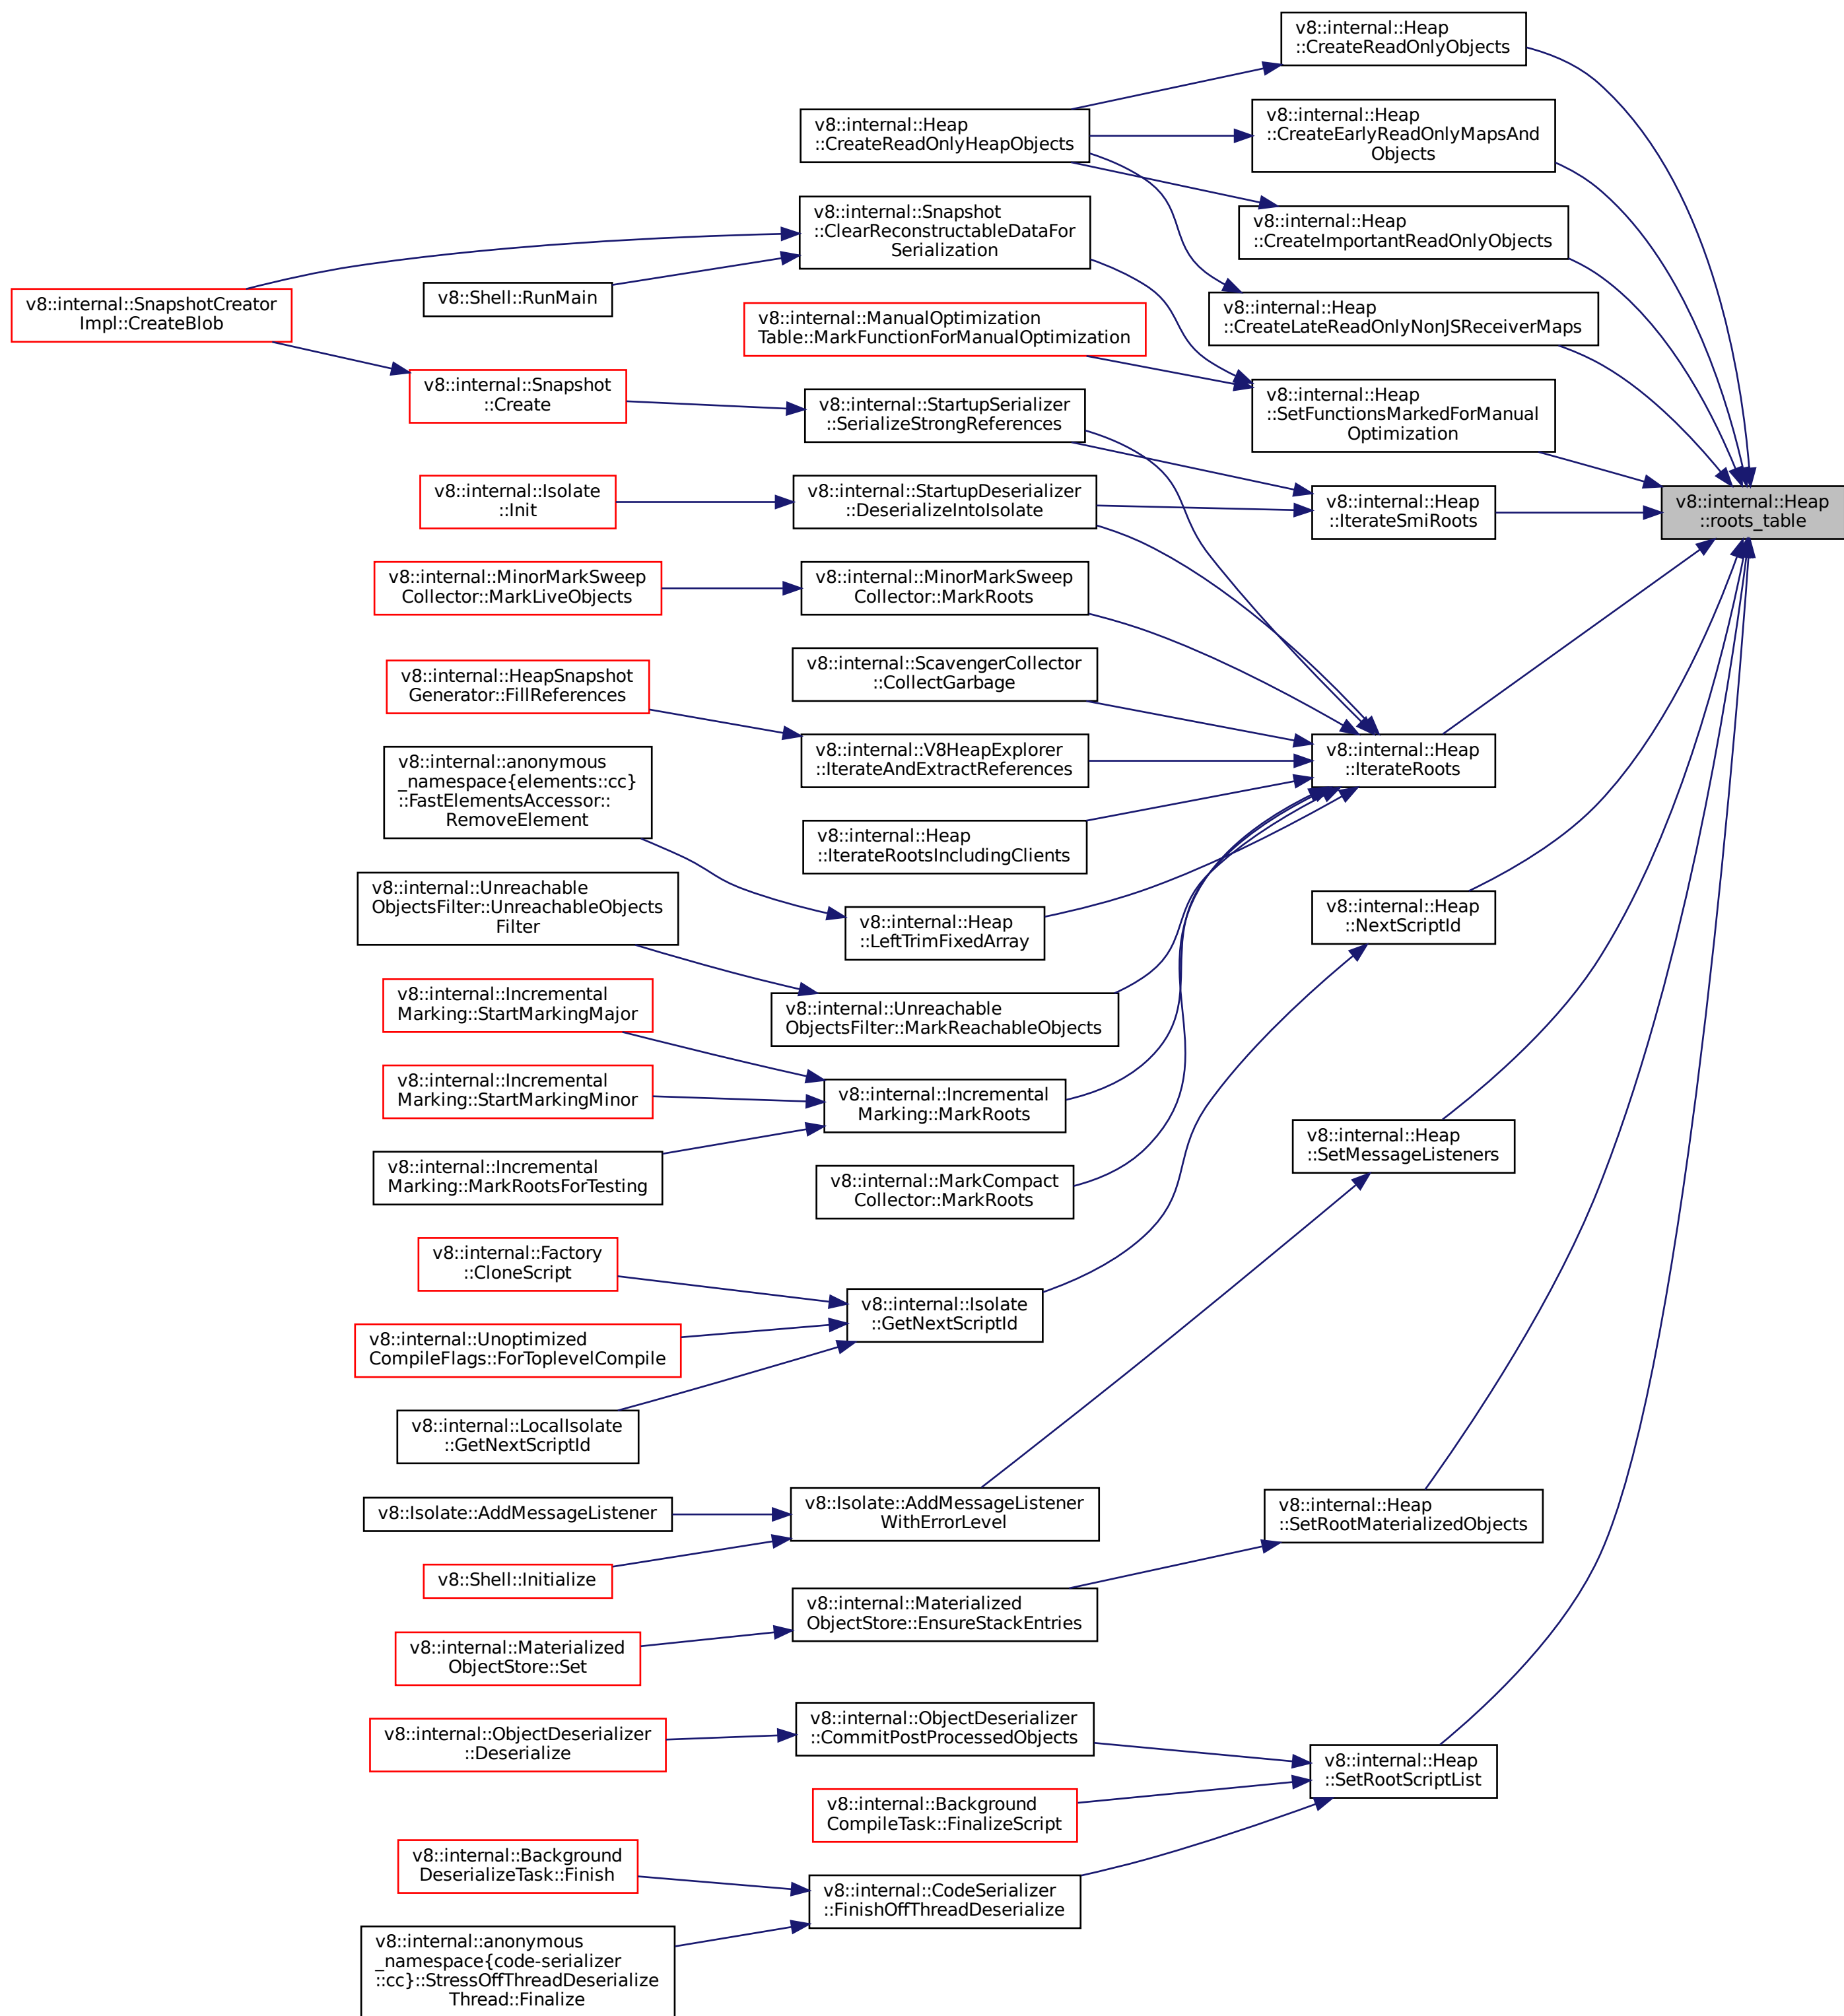 v8::internal::Heap
::CreateReadOnlyObjects
v8::internal::Heap
::CreateReadOnlyHeapObjects
v8::internal::Heap
::CreateEarlyReadOnlyMapsAnd
Objects
v8::internal::Snapshot
::ClearReconstructableDataFor
Serialization
v8::internal::Heap
::CreateImportantReadOnlyObjects
v8::internal::SnapshotCreator
Impl::CreateBlob
v8::Shell::RunMain
v8::internal::ManualOptimization
Table::MarkFunctionForManualOptimization
v8::internal::Heap
::CreateLateReadOnlyNonJSReceiverMaps
v8::internal::Snapshot
::Create
v8::internal::StartupSerializer
::SerializeStrongReferences
v8::internal::Heap
::SetFunctionsMarkedForManual
Optimization
v8::internal::Isolate
::Init
v8::internal::StartupDeserializer
::DeserializeIntoIsolate
v8::internal::Heap
::IterateSmiRoots
v8::internal::Heap
::roots_table
v8::internal::MinorMarkSweep
Collector::MarkLiveObjects
v8::internal::MinorMarkSweep
Collector::MarkRoots
v8::internal::ScavengerCollector
::CollectGarbage
v8::internal::HeapSnapshot
Generator::FillReferences
v8::internal::V8HeapExplorer
::IterateAndExtractReferences
v8::internal::Heap
::IterateRoots
v8::internal::anonymous
_namespace{elements::cc}
::FastElementsAccessor::
RemoveElement
v8::internal::Heap
::IterateRootsIncludingClients
v8::internal::Unreachable
ObjectsFilter::UnreachableObjects
Filter
v8::internal::Heap
::LeftTrimFixedArray
v8::internal::Heap
::NextScriptId
v8::internal::Incremental
Marking::StartMarkingMajor
v8::internal::Unreachable
ObjectsFilter::MarkReachableObjects
v8::internal::Incremental
Marking::StartMarkingMinor
v8::internal::Incremental
Marking::MarkRoots
v8::internal::Heap
::SetMessageListeners
v8::internal::Incremental
Marking::MarkRootsForTesting
v8::internal::MarkCompact
Collector::MarkRoots
v8::internal::Factory
::CloneScript
v8::internal::Isolate
::GetNextScriptId
v8::internal::Unoptimized
CompileFlags::ForToplevelCompile
v8::internal::LocalIsolate
::GetNextScriptId
v8::Isolate::AddMessageListener
v8::Isolate::AddMessageListener
WithErrorLevel
v8::internal::Heap
::SetRootMaterializedObjects
v8::Shell::Initialize
v8::internal::Materialized
ObjectStore::EnsureStackEntries
v8::internal::Materialized
ObjectStore::Set
v8::internal::ObjectDeserializer
::Deserialize
v8::internal::ObjectDeserializer
::CommitPostProcessedObjects
v8::internal::Heap
::SetRootScriptList
v8::internal::Background
CompileTask::FinalizeScript
v8::internal::Background
DeserializeTask::Finish
v8::internal::CodeSerializer
::FinishOffThreadDeserialize
v8::internal::anonymous
_namespace{code-serializer
::cc}::StressOffThreadDeserialize
Thread::Finalize